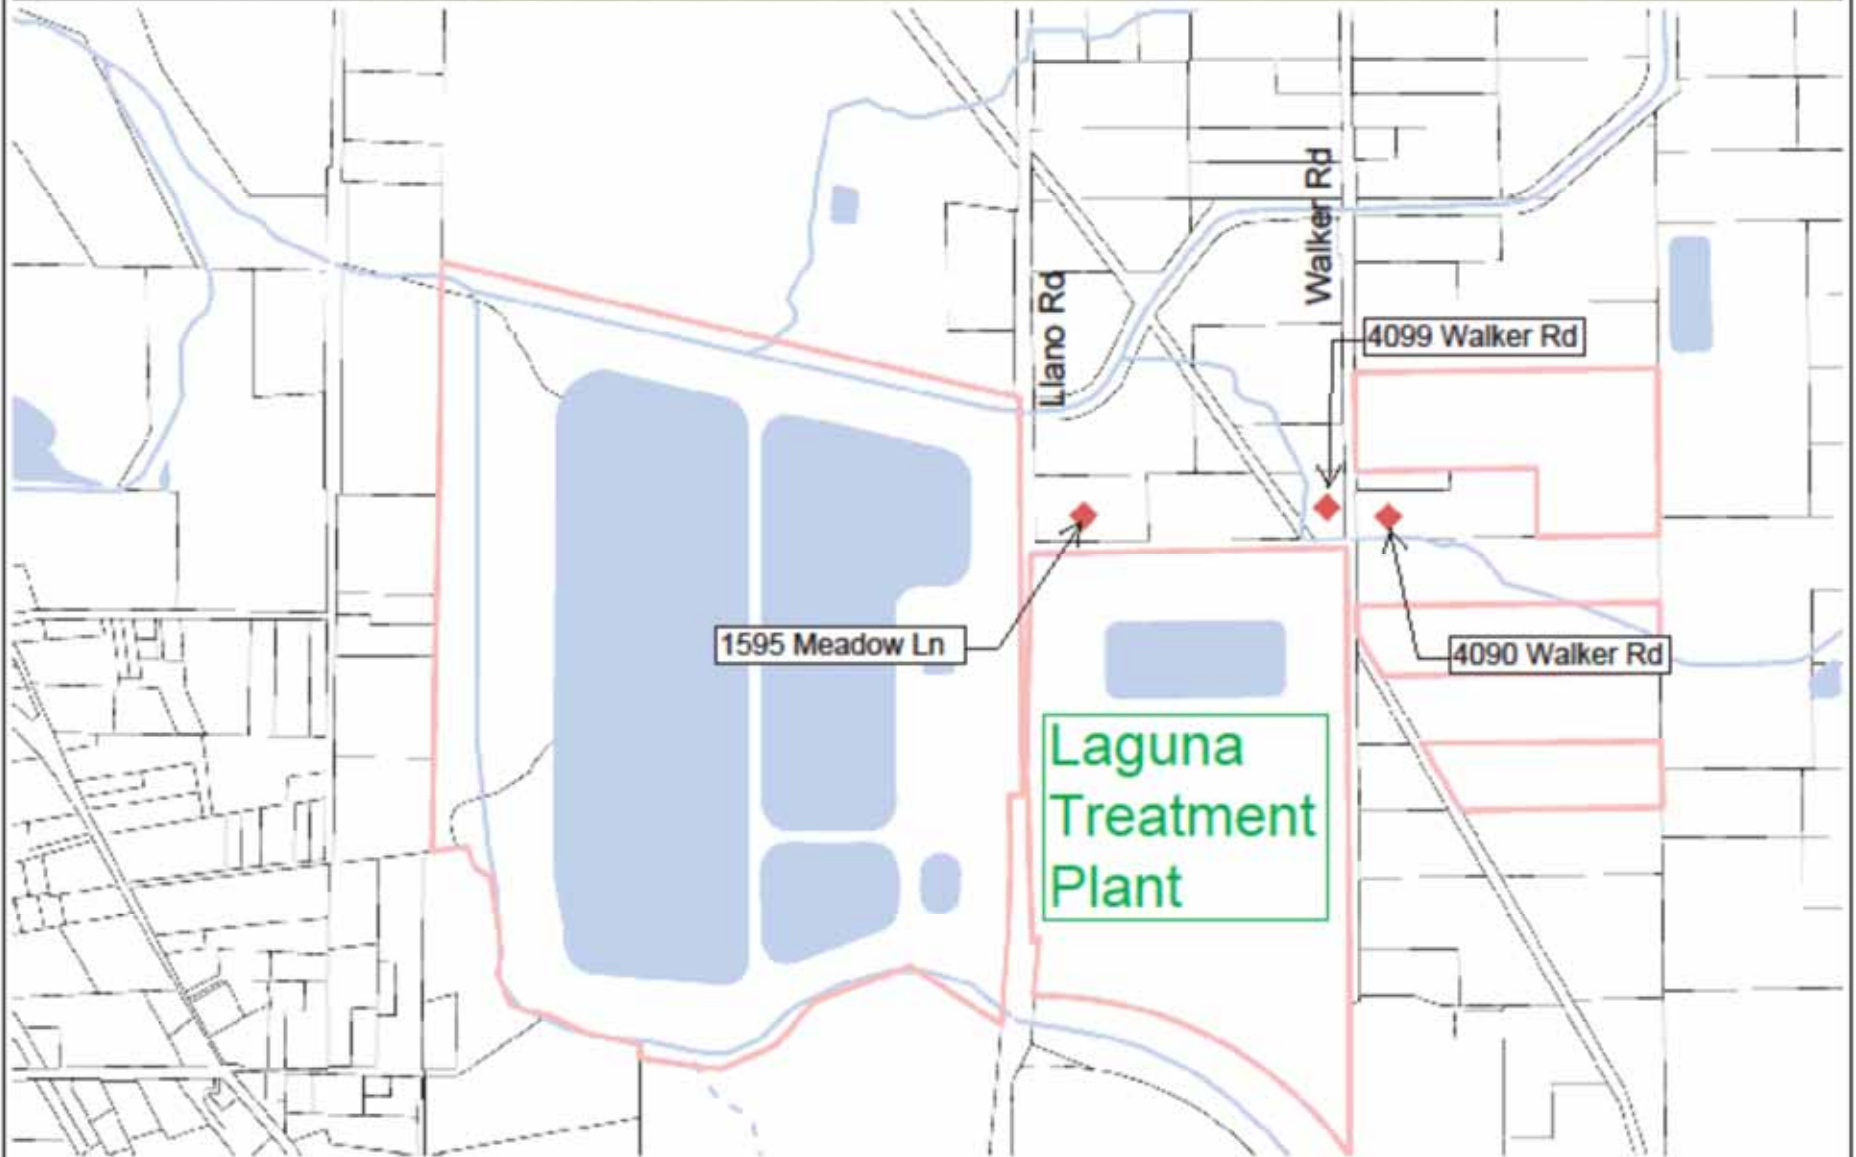 Walker Rd
Llano Rd
4099 Walker Rd
1595 Meadow Ln
4090 Walker Rd
Laguna
Treatment
Plant